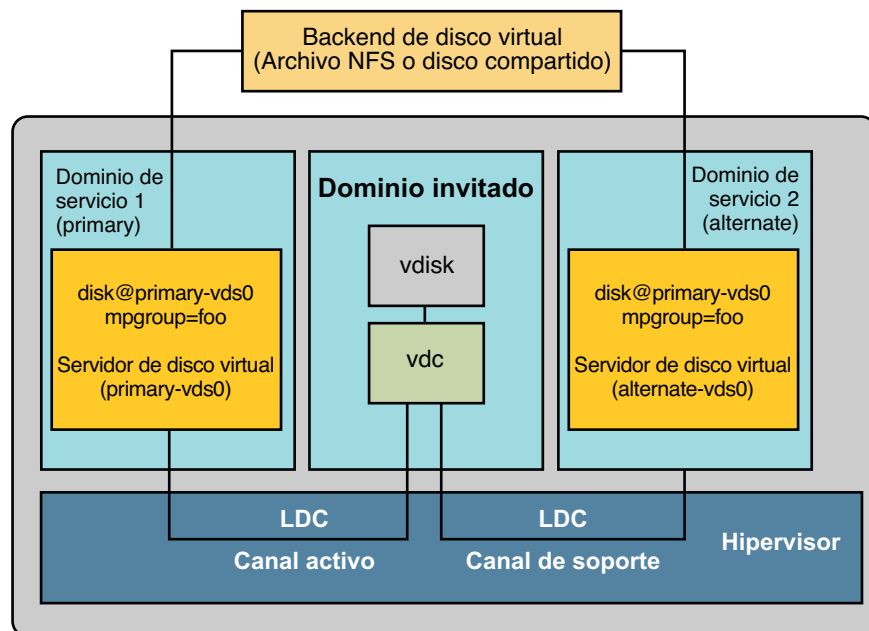 Backend de disco virtual
(Archivo NFS o disco compartido)
Dominio de
servicio 1
(primary)
disk@primary-vds0
mpgroup=foo
Servidor de disco virtual
(primary-vds0)
Dominio invitado
vdisk
vdc
Dominio de
servicio 2
(alternate)
disk@primary-vds0
mpgroup=foo
Servidor de disco virtual
(alternate-vds0)
LDC
Canal activo
LDC
Canal de soporte
Hipervisor